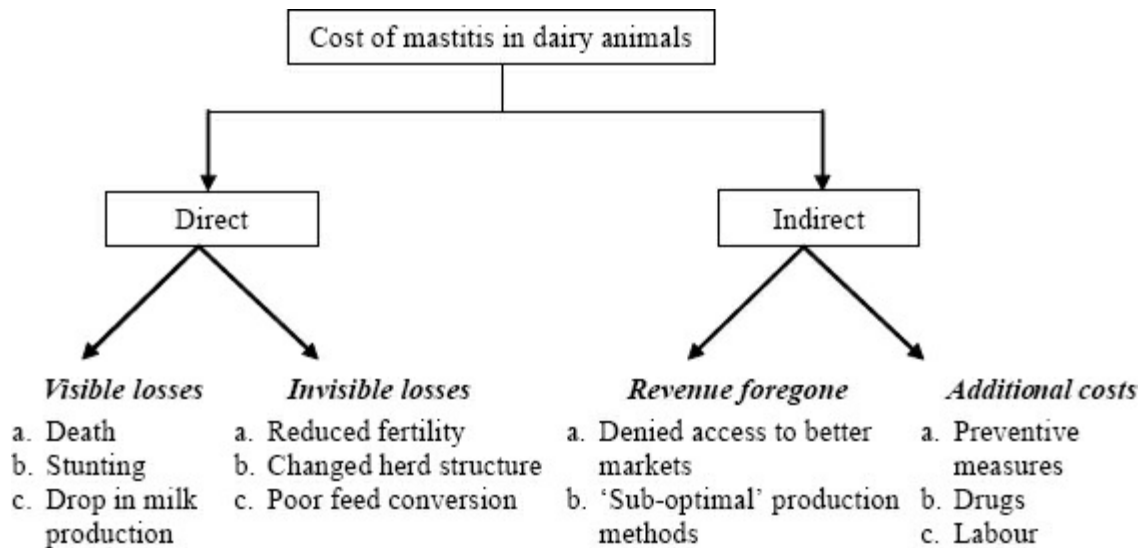 Cost of mastitis in dairy animals
Direct
Indirect
Visible losses
a. Death
b. Stunting
c. Drop in milk
production
Invisible losses
a. Reduced fertility
b. Changed herd structure
c. Poor feed conversion
Revenue foregone
a. Denied access to better
markets
b. ‘Sub-optimal’ production
methods
Additional costs
a. Preventive
measures
b. Drugs
c. Labour